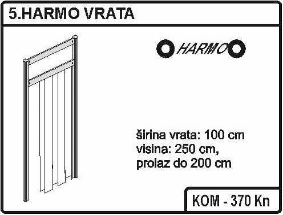 5.HARMO VRATA
HARMO
širina vrata: 100 cm
visina: 250 cm,
prolaz do 200 cm
KOM - 370 Kn